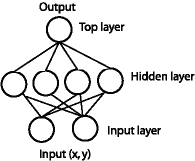 Output
Top layer
Hidden layer
Input layer
Input (x, y)